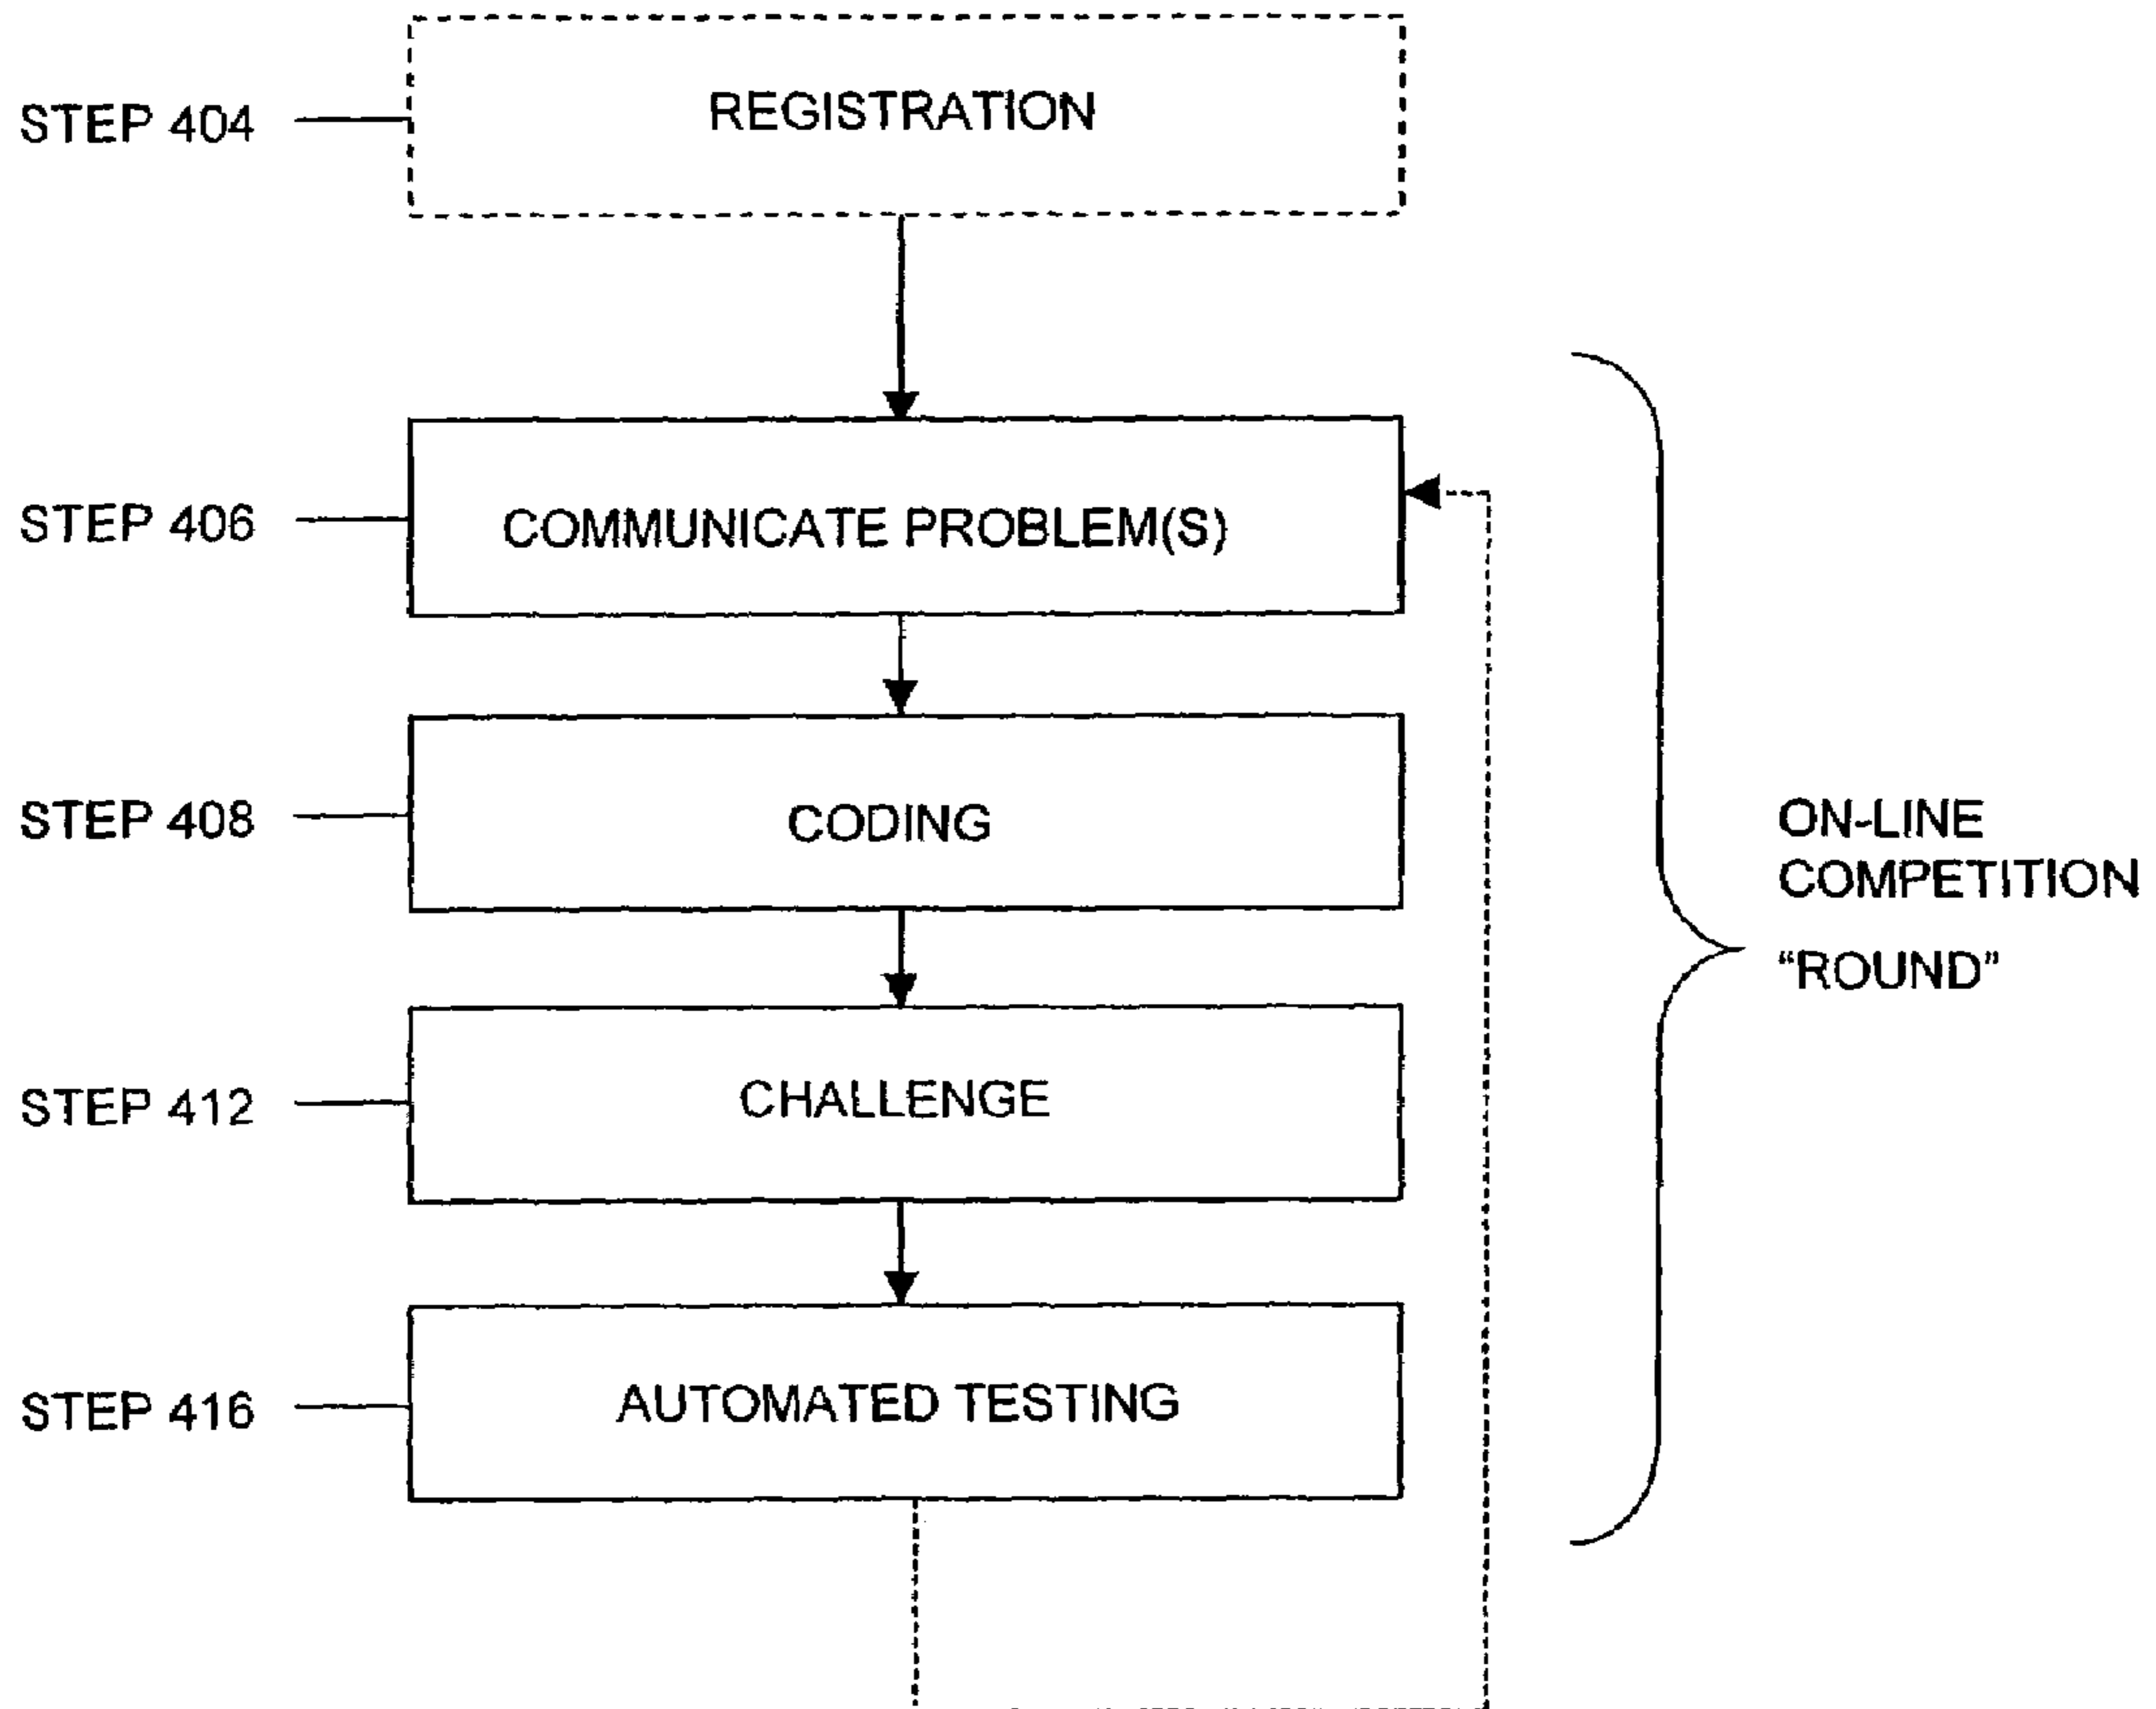 STEP 404
REGISTRATION
STEP 406
COMMUNICATE PROBLEM(S)
STEP 408
CODING
ON-LINE
COMPETITION
"ROUND"
STEP 412
CHALLENGE
STEP 416
AUTOMATED TESTING